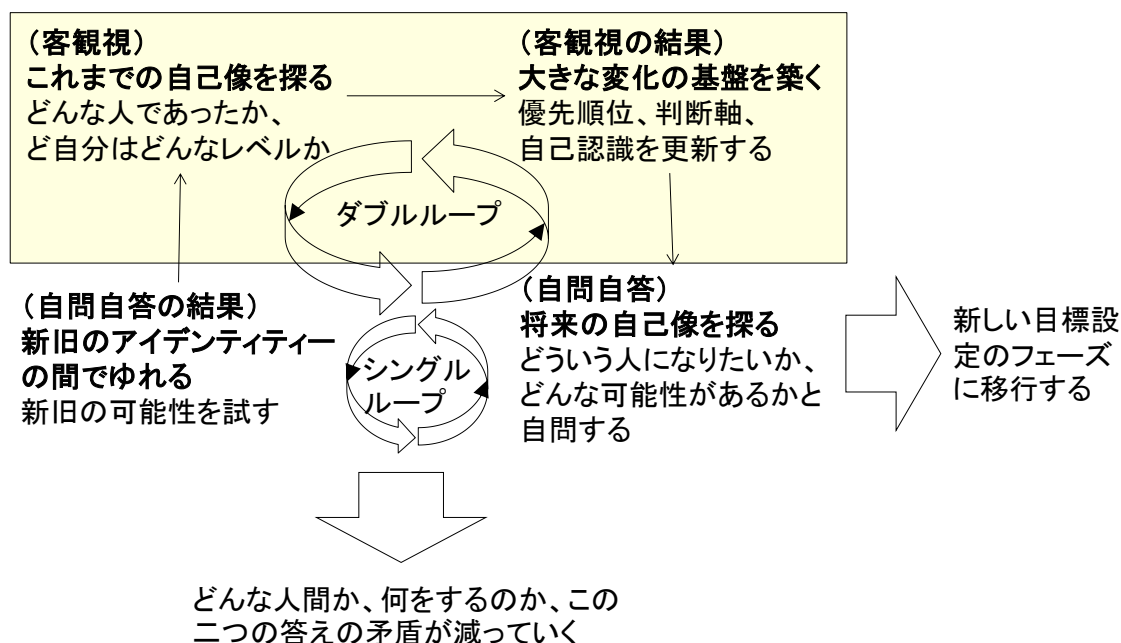 (客観視)
これまでの自己像を探る
どんな人であったか、
ど自分はどんなレベルか
(客観視の結果)
大きな変化の基盤を築く
優先順位、判断軸、
自己認識を更新する
ダブルループ
(自問自答の結果)
新旧のアイデンティティー
の間でゆれる
新旧の可能性を試す
シングル
ループ
(自問自答)
将来の自己像を探る
どういう人になりたいか、
どんな可能性があるかと
自問する
新しい目標設
定のフェーズ
に移行する
どんな人間か、何をするのか、この
二つの答えの矛盾が減っていく